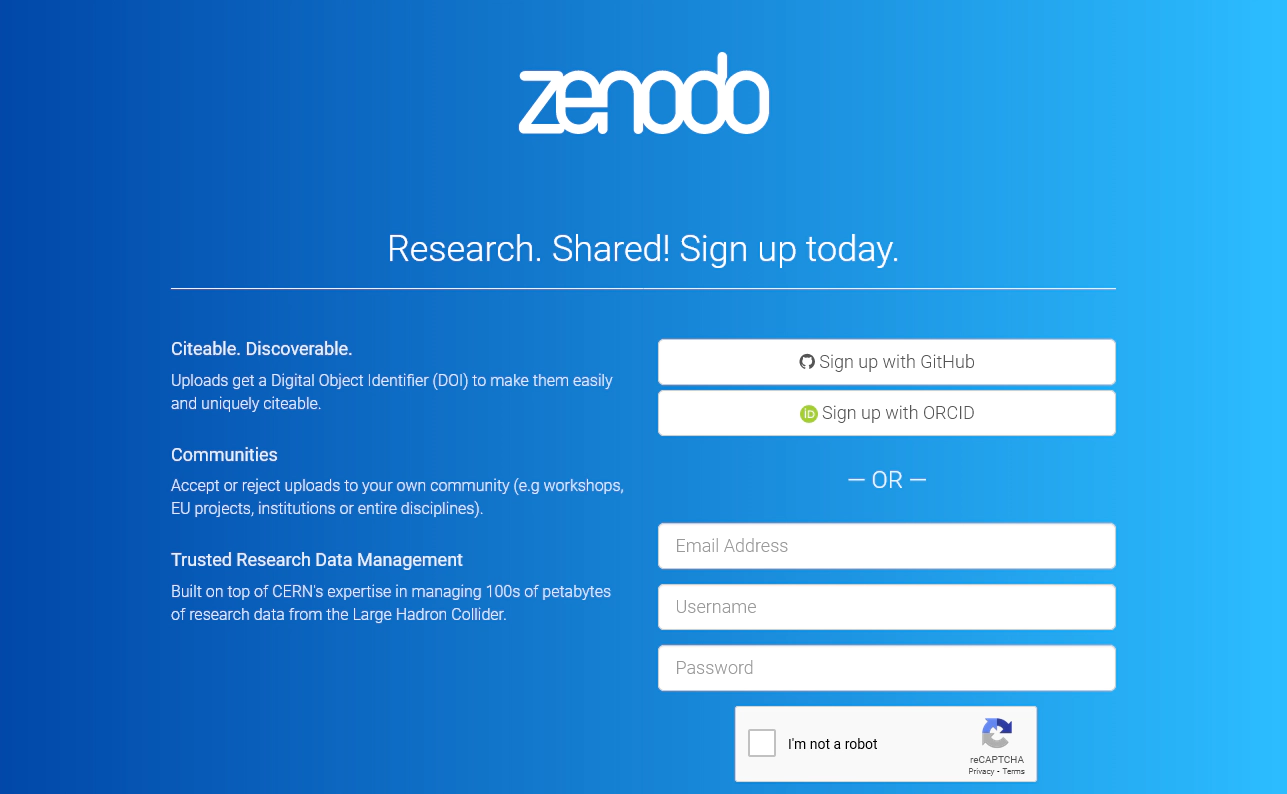 zenodo
Research. Shared! Sign up today.
Citeable. Discoverable.
Uploads get a Digital Object Identifier (DOI) to make them easily
and uniquely citeable.
Communities
Accept or reject uploads to your own community (e.g workshops,
EU projects, institutions or entire disciplines).
Trusted Research Data Management
Built on top of CERN's expertise in managing 100s of petabytes
of research data from the Large Hadron Collider.
Sign up with GitHub
iD Sign up with ORCID
— OR —
Email Address
Username
Password
I'm not a robot
reCAPTCHA
Privacy - Terms